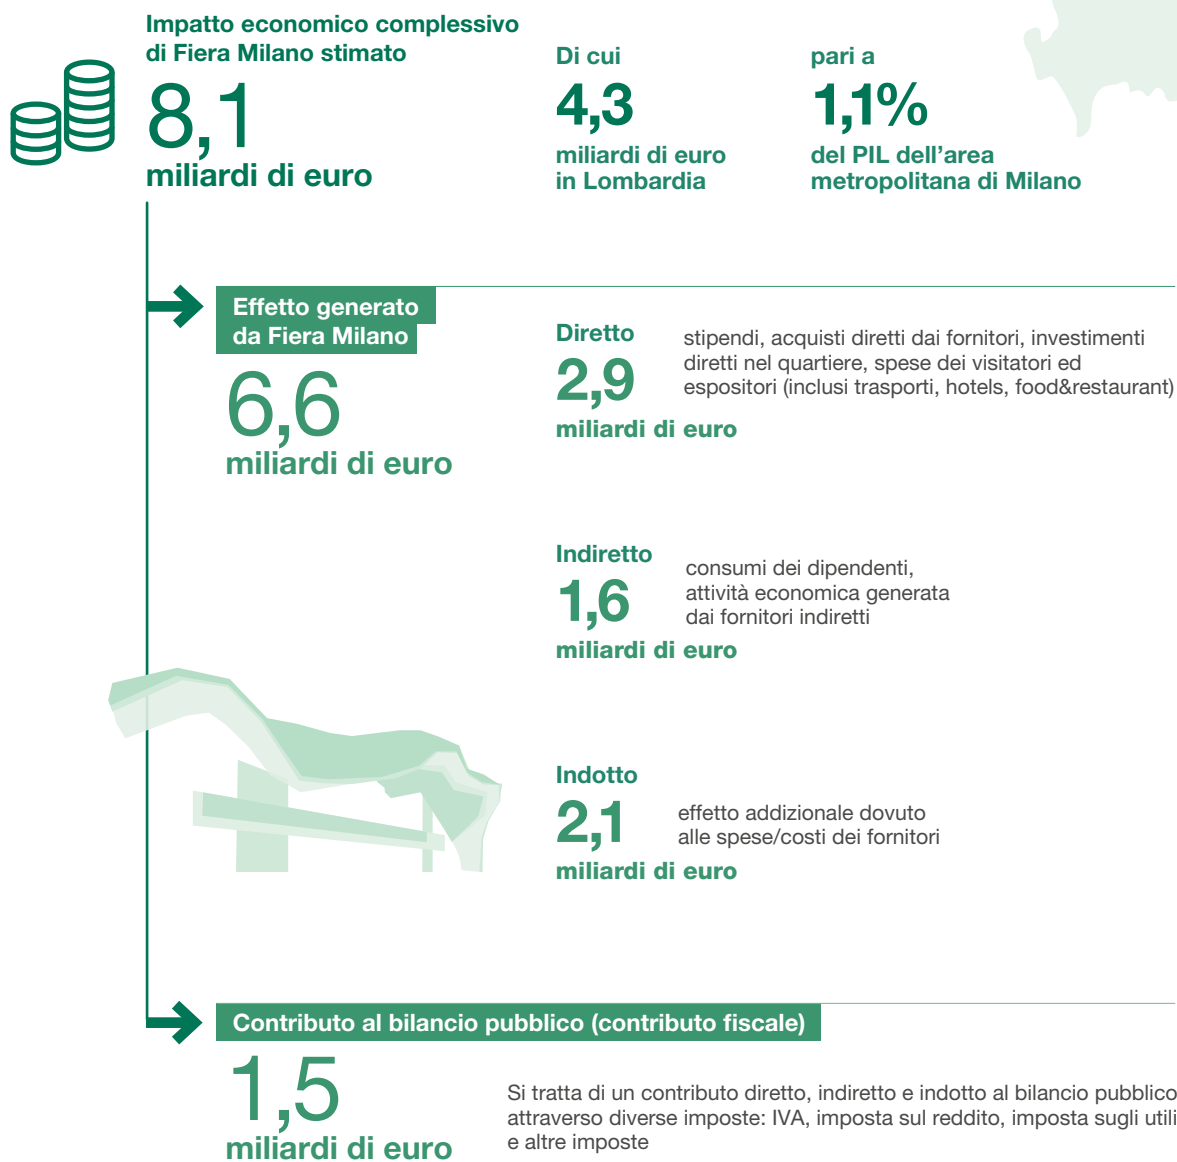 Impatto economico complessivo
di Fiera Milano stimato
8,1
miliardi di euro
Di cui
4,3
miliardi di euro
in Lombardia
pari a
1,1%
del PIL dell'area
metropolitana di Milano
Effetto generato
da Fiera Milano
6,6
miliardi di euro
Diretto
2,9
miliardi di euro
stipendi, acquisti diretti dai fornitori, investimenti
diretti nel quartiere, spese dei visitatori ed
espositori (inclusi trasporti, hotels, food&restaurant)
Indiretto
1,6
miliardi di euro
consumi dei dipendenti,
attività economica generata
dai fornitori indiretti
Indotto
2,1
miliardi di euro
effetto addizionale dovuto
alle spese/costi dei fornitori
Contributo al bilancio pubblico (contributo fiscale)
1,5
miliardi di euro
Si tratta di un contributo diretto, indiretto e indotto al bilancio pubblico
attraverso diverse imposte: IVA, imposta sul reddito, imposta sugli utili
e altre imposte